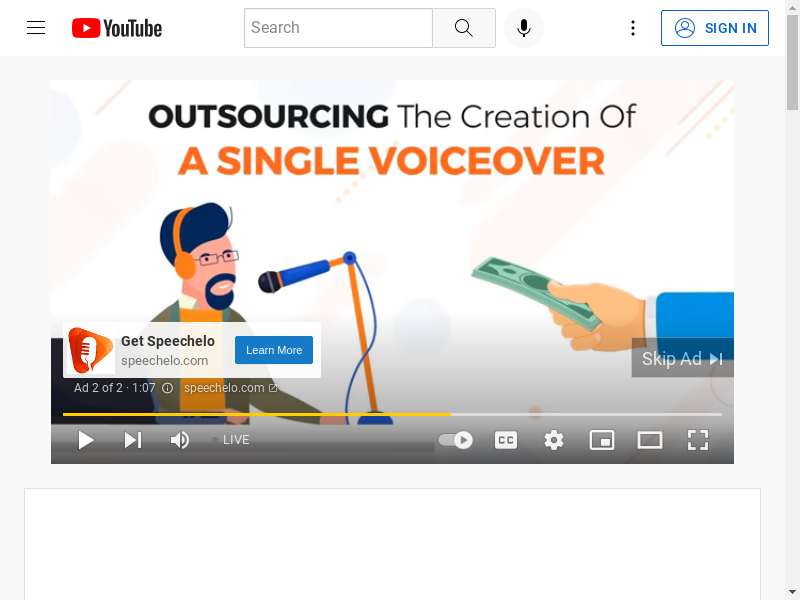 YouTube
Search
SIGN IN
OUTSOURCING The Creation Of
A SINGLE VOICEOVER
Get Speechelo
speechelo.com
Learn More
Skip Ad
Ad 2 of 2 · 1:07
speechelo.com
LIVE
CC